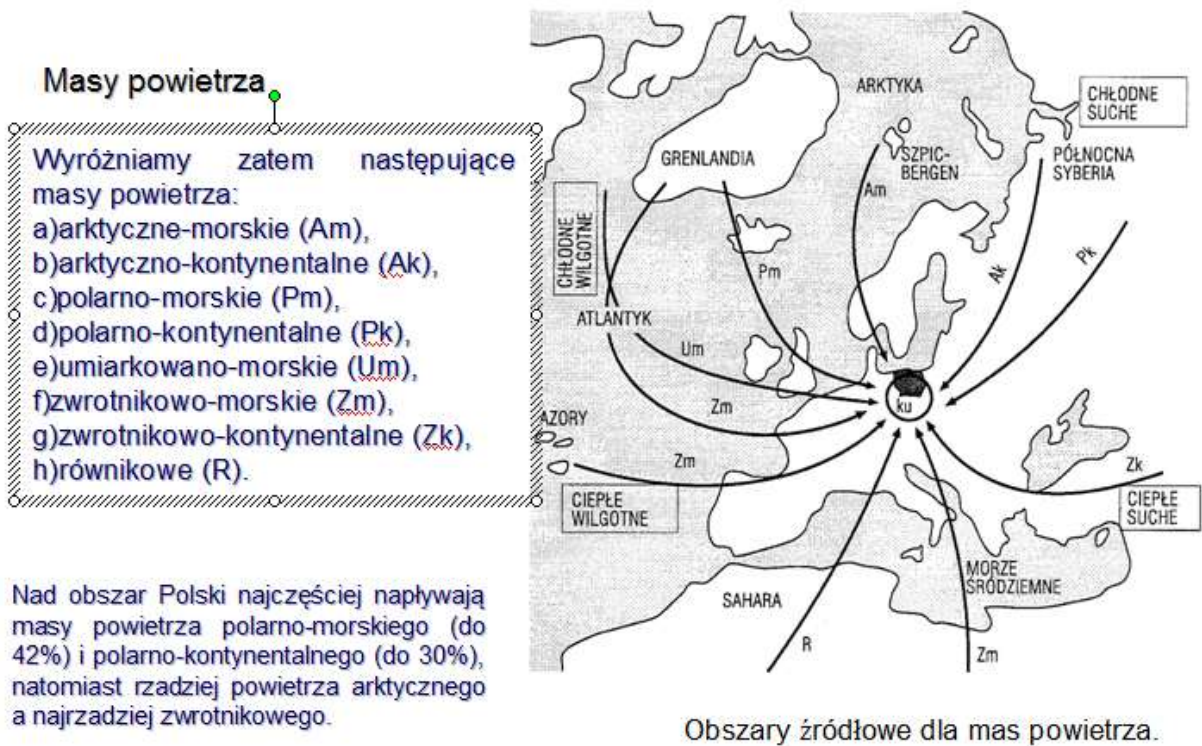 Masy powietrza
Wyróżniamy zatem następujące
masy powietrza:
a)arktyczne-morskie (Am),
b)arktyczno-kontynentalne (Ak),
c)polarno-morskie (Pm),
d)polarno-kontynentalne (Pk),
e)umiarkowano-morskie (Um),
f)zwrotnikowo-morskie (Zm),
g)zwrotnikowo-kontynentalne (Zk),
h)równikowe (R).
Nad obszar Polski najczęściej napływają
masy powietrza polarno-morskiego (do
42%) i polarno-kontynentalnego (do 30%),
natomiast rzadziej powietrza arktycznego
a najrzadziej zwrotnikowego.
ARKTYKA
CHŁODNE
SUCHE
GRENLANDIA
SZPIC-
BERGEN
PÓŁNOCNA
SYBERIA
Am
CHŁODNE
WILGOTNE
Pm
Ak
Pk
ATLANTYK
Um
Zm
ku
AZORY
Zm
Zk
CIEPŁE
WILGOTNE
CIEPŁE
SUCHE
MORZE
ŚRÓDZIEMNE
SAHARA
R
Zm
Obszary źródłowe dla mas powietrza.